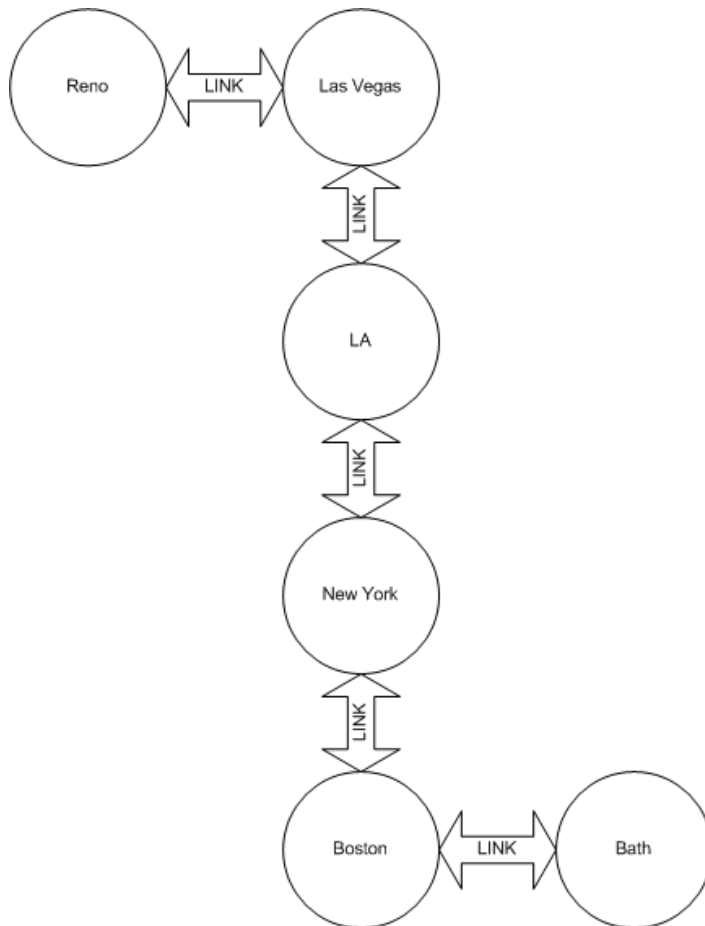 Reno
LINK
Las Vegas
LINK
LA
LINK
New York
LINK
Boston
LINK
Bath